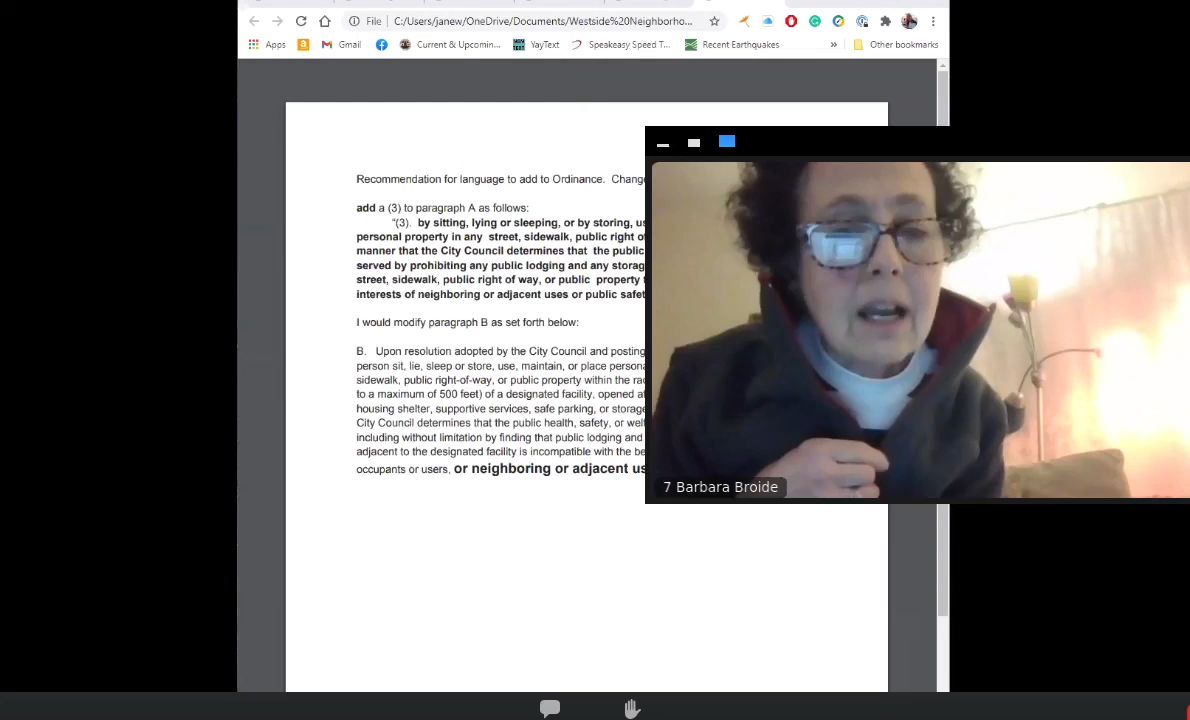 File
C:/Users/janew/OneDrive/Documents/Westside%20Neighborho...
Apps
Gmail
Current & Upcomin...
YayText
Speakeasy Speed T...
Recent Earthquakes
»
Other bookmarks
Recommendation for language to add to Ordinance. Change
add a (3) to paragraph A as follows:
"(3). by sitting, lying or sleeping, or by storing, us
personal property in any street, sidewalk, public right of
manner that the City Council determines that the public
served by prohibiting any public lodging and any storag
street, sidewalk, public right of way, or public property
interests of neighboring or adjacent uses or public safet
I would modify paragraph B as set forth below:
B. Upon resolution adopted by the City Council and posting
person sit, lie, sleep or store, use, maintain, or place persona
sidewalk, public right-of-way, or public property within the rad
to a maximum of 500 feet) of a designated facility, opened af
housing shelter, supportive services, safe parking, or storage
City Council determines that the public health, safety, or welf
including without limitation by finding that public lodging and
adjacent to the designated facility is incompatible with the be
occupants or users, or neighboring or adjacent us
7 Barbara Broide